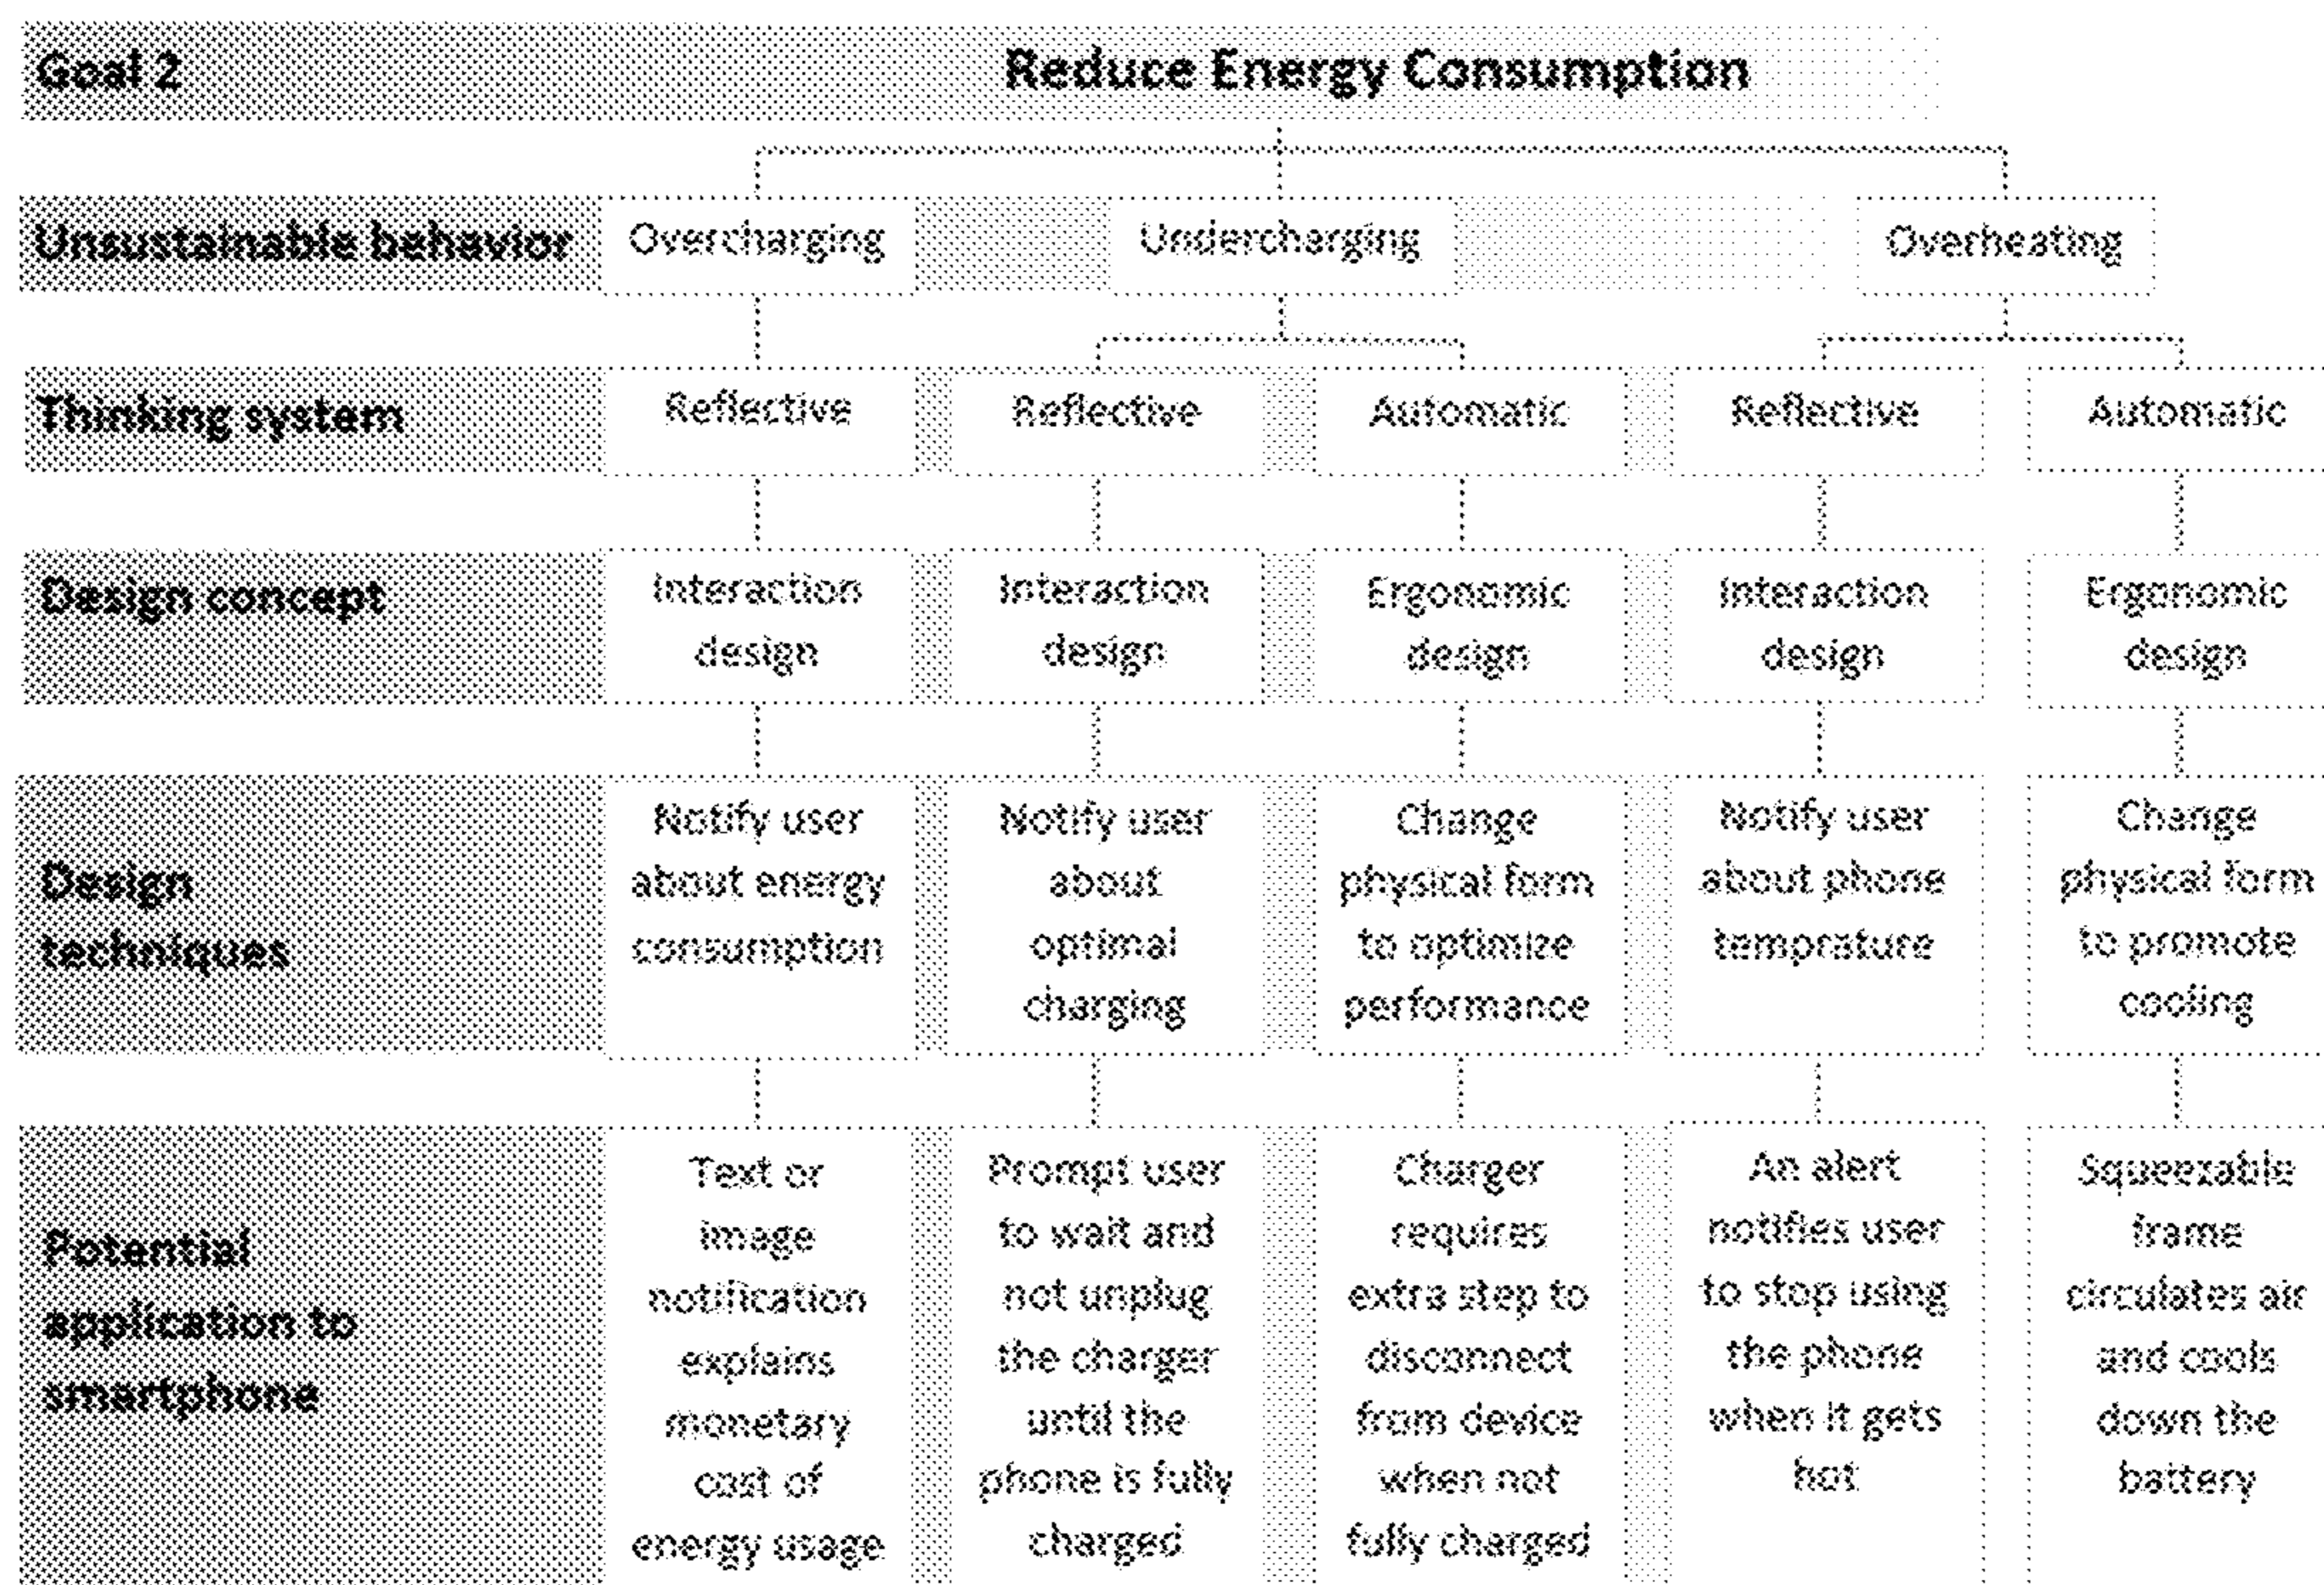 Goal 2
Reduce Energy Consumption
Unsustainable behavior
Overcharging
Undercharging
Overheating
Thinking system
Reflective
Reflective
Automatic
Reflective
Automatic
Design concept
Interaction
design
Interaction
design
Ergonomic
design
Interaction
design
Ergonomic
design
Design
techniques
Notify user
about energy
consumption
Notify user
about
optimal
charging
Change
physical form
to optimize
performance
Notify user
about phone
temprature
Change
physical form
to promote
cooling
Potential
application to
smartphone
Text or
image
notification
explains
monetary
cost of
energy usage
Prompt user
to wait and
not unplug
the charger
until the
phone is fully
charged
Charger
requires
extra step to
disconnect
from device
when not
fully charged
An alert
notifies user
to stop using
the phone
when it gets
hot
Squeezable
frame
circulates air
and cools
down the
battery